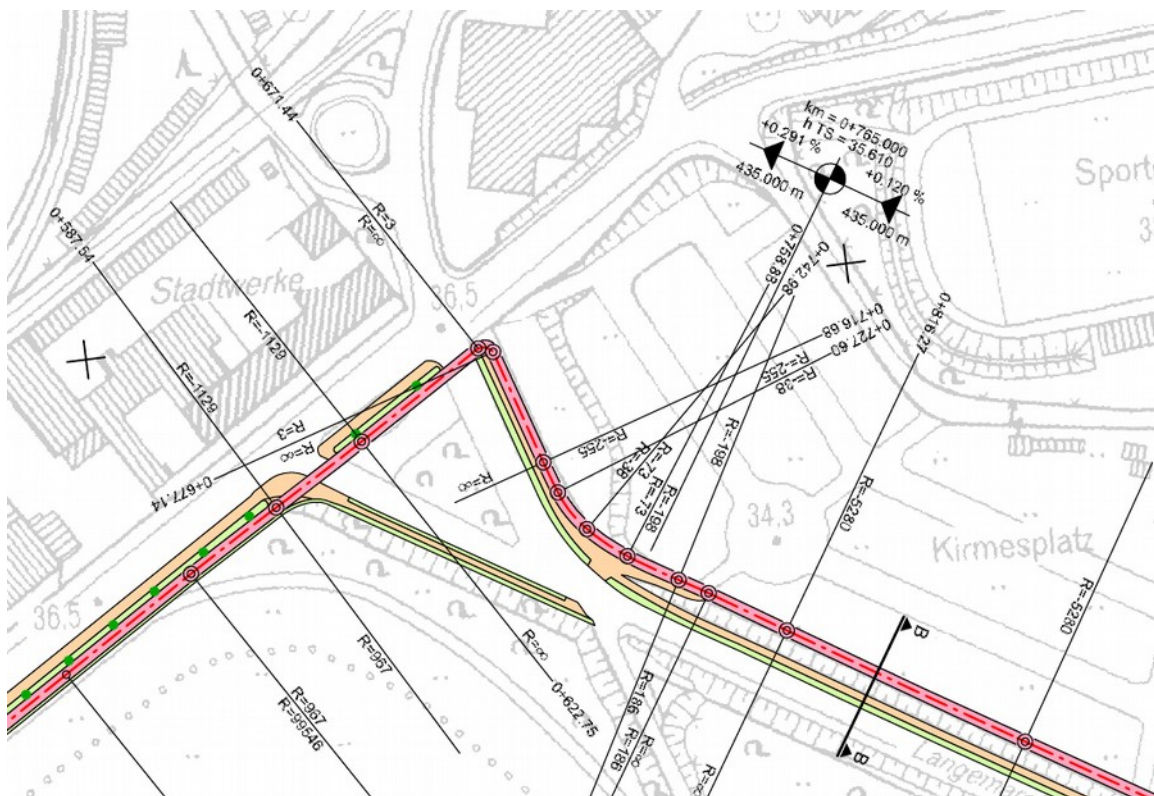 0+671.44
R=3
R=∞
km = 0+765.000
h TS = 35.610
+0.291 %
+0.120 %
435.000 m
435.000 m
Sports
0+587.54
Stadtwerke
36,5
R=-1129
R=-1129
0+758.88
0+742.98
0+716.68
0+727.60
0+816.27
R=-255
R=-38
R=3
R=∞
0+677.14
R=-255
R=∞
R=-38
R=-73
R=-73
R=-198
R=-198
34,3
Kirmesplatz
R=-5280
R=-5280
36.5
R=967
R=967
R=99546
R=∞
0+622.75
R=186
R=186
R=∞
B
B